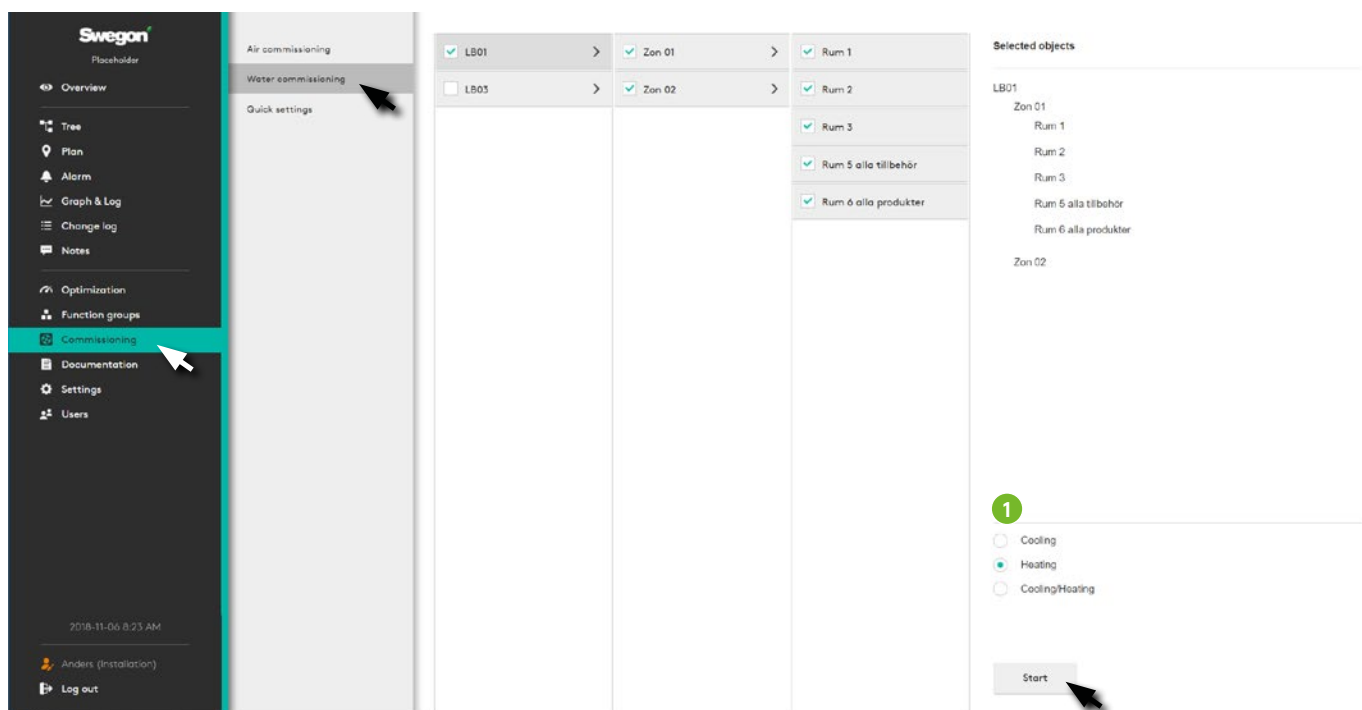 Swegon
Placeholder
Overview
Tree
Plan
Alarm
Graph & Log
Change log
Notes
Optimization
Function groups
Commissioning
Documentation
Settings
Users
2018-11-06 8:23 AM
Anders (Installation)
Log out
Air commissioning
Water commissioning
Quick settings
LB01
LB03
Zon 01
Zon 02
Rum 1
Rum 2
Rum 3
Rum 5 alla tillbehör
Rum 6 alla produkter
Selected objects
LB01
Zon 01
Rum 1
Rum 2
Rum 3
Rum 5 alla tillbehör
Rum 6 alla produkter
Zon 02
1
Cooling
Heating
Cooling/Heating
Start